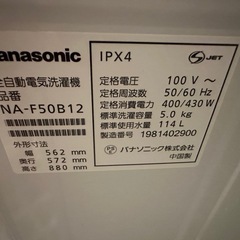 Panasonic
IPX4
JET
全自動電気洗濯機
品番
NA-F50B12
外形寸法
幅 562 mm
奥行 572 mm
高さ 880 mm
定格電圧 100 V～
定格周波数 50/60 Hz
定格消費電力 400/430 W
標準洗濯容量 5.0 kg
標準使用水量 114 L
製造番号 1981402900
パナソニック株式会社
中国製